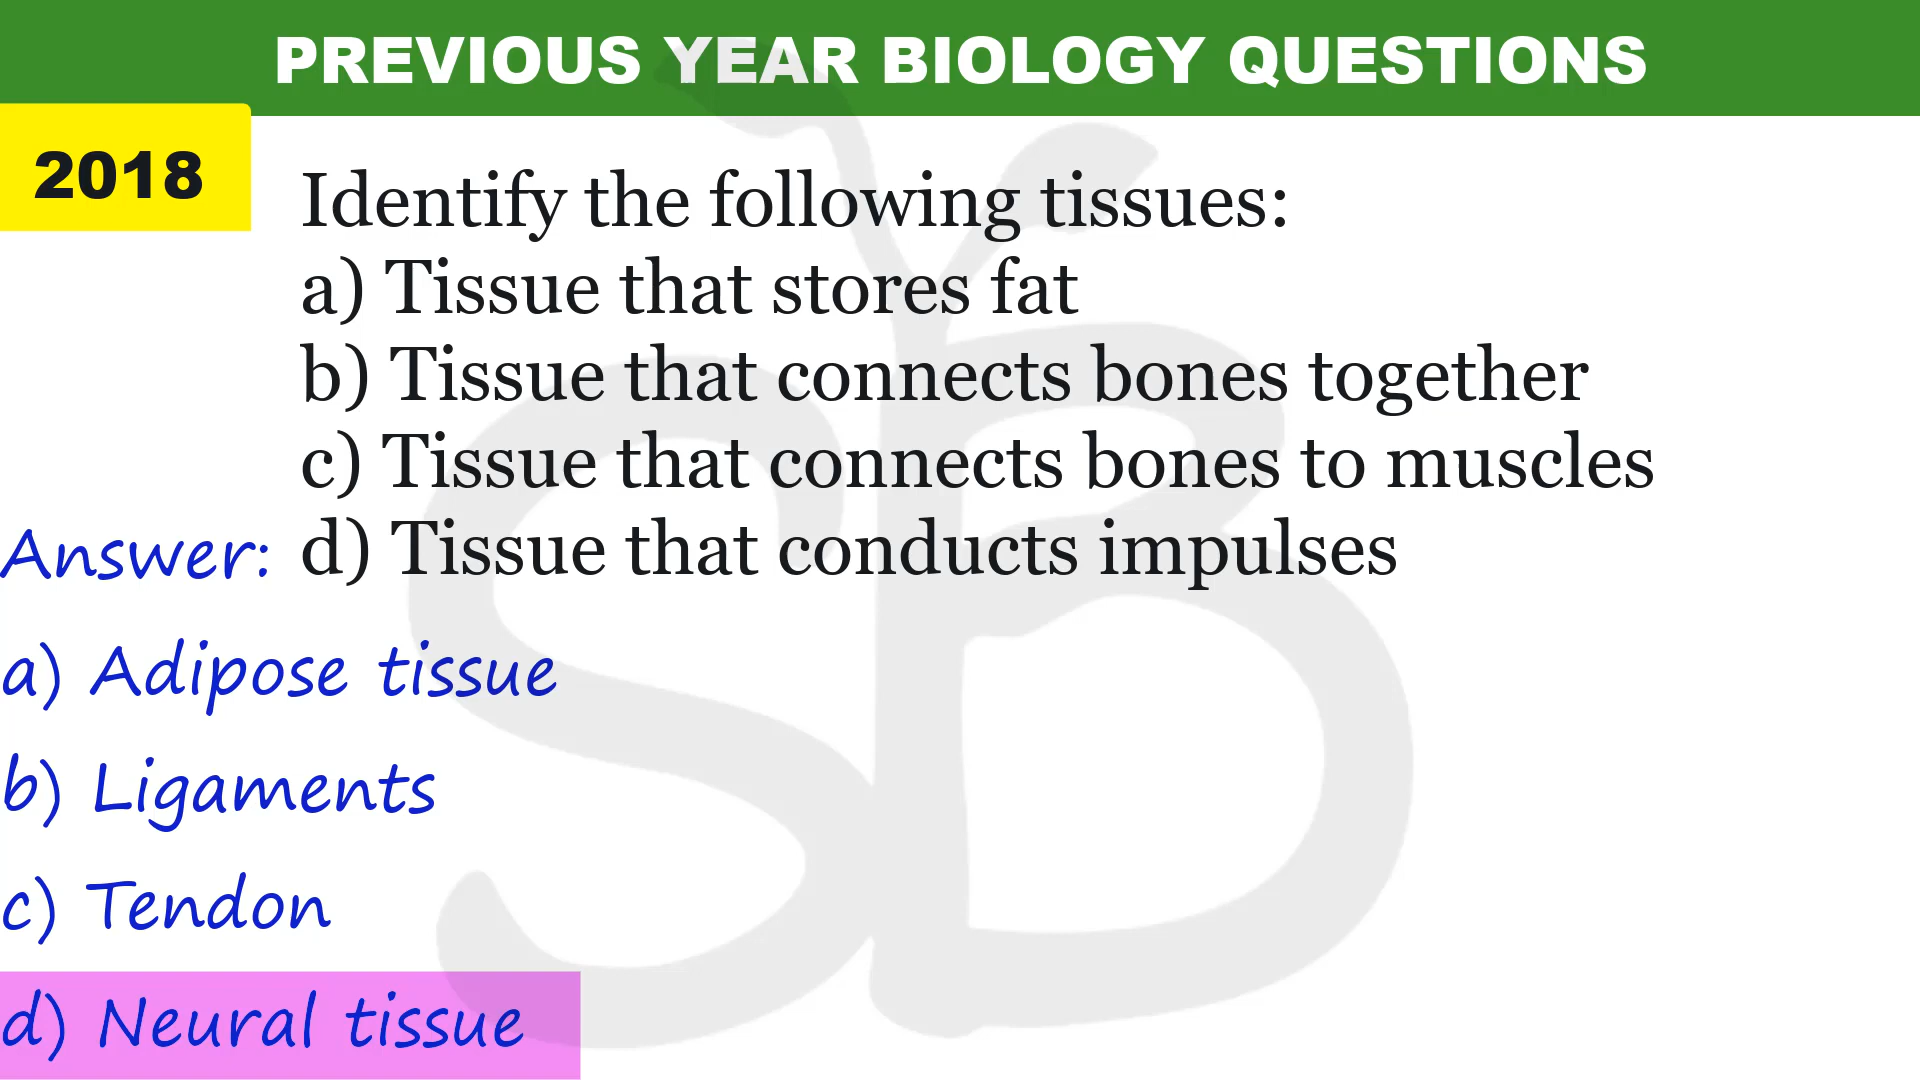 PREVIOUS YEAR BIOLOGY QUESTIONS
2018
Identify the following tissues:
a) Tissue that stores fat
b) Tissue that connects bones together
c) Tissue that connects bones to muscles
d) Tissue that conducts impulses
Answer:
a) Adipose tissue
b) Ligaments
c) Tendon
d) Neural tissue
SB